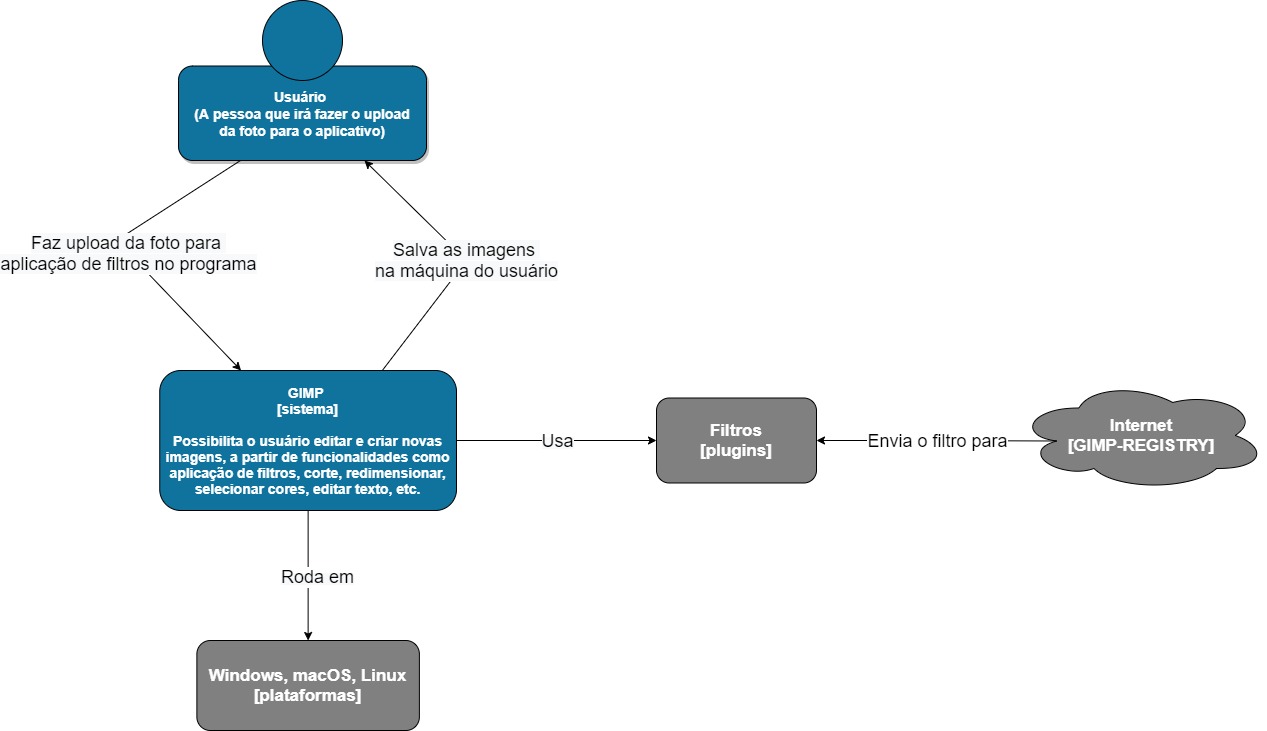 Usuário
(A pessoa que irá fazer o upload
da foto para o aplicativo)
Faz upload da foto para
aplicação de filtros no programa
Salva as imagens
na máquina do usuário
GIMP
[sistema]
Possibilita o usuário editar e criar novas
imagens, a partir de funcionalidades como
aplicação de filtros, corte, redimensionar,
selecionar cores, editar texto, etc.
Usa
Filtros
[plugins]
Envia o filtro para
Internet
[GIMP-REGISTRY]
Roda em
Windows, macOS, Linux
[plataformas]